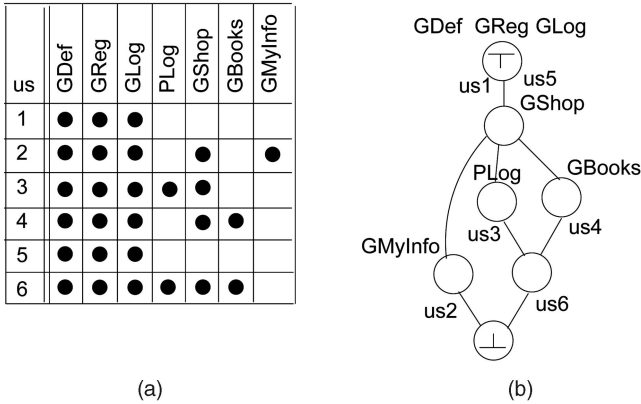 us GDef GReg GLog PLog GShop GBooks GMyInfo
1
2
3
4
5
6
(a)
GDef GReg GLog
us1 us5
GShop
PLog GBooks
us3 us4
GMyInfo
us2 us6
(b)